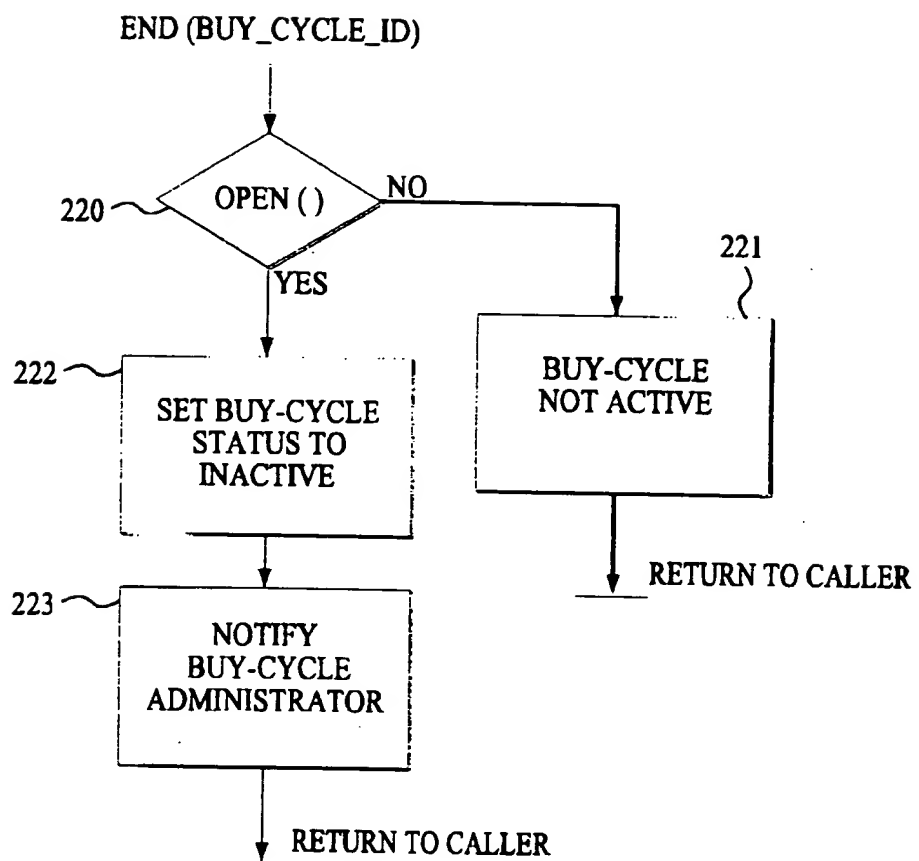 END (BUY_CYCLE_ID)
OPEN ( )
NO
220
YES
221
BUY-CYCLE
NOT ACTIVE
222
SET BUY-CYCLE
STATUS TO
INACTIVE
RETURN TO CALLER
223
NOTIFY
BUY-CYCLE
ADMINISTRATOR
RETURN TO CALLER